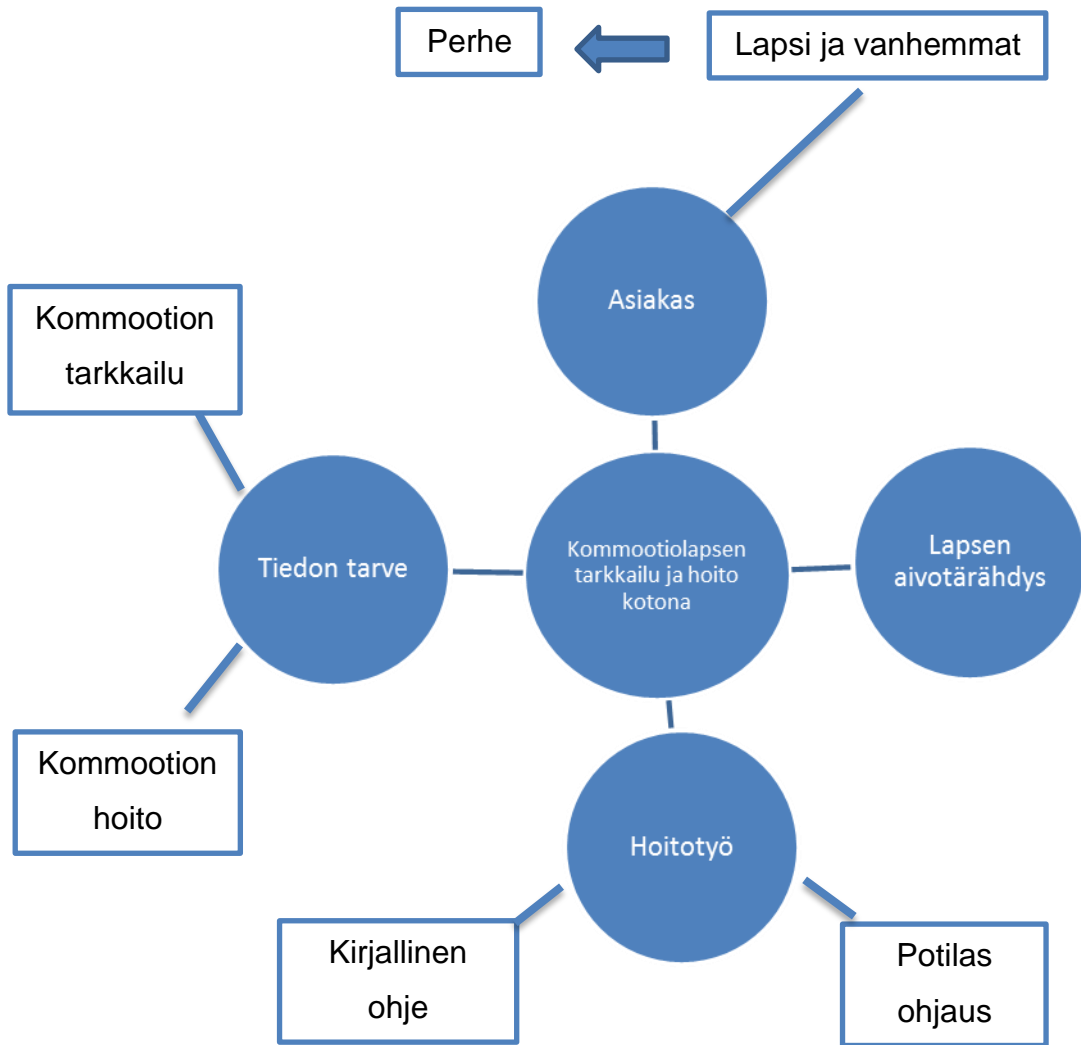 Perhe
Lapsi ja vanhemmat
Asiakas
Kommootion
tarkkailu
Tiedon tarve
Kommootiolapsen
tarkkailu ja hoito
kotona
Lapsen
aivotärähdys
Kommootion
hoito
Hoitotyö
Kirjallinen
ohje
Potilas
ohjaus